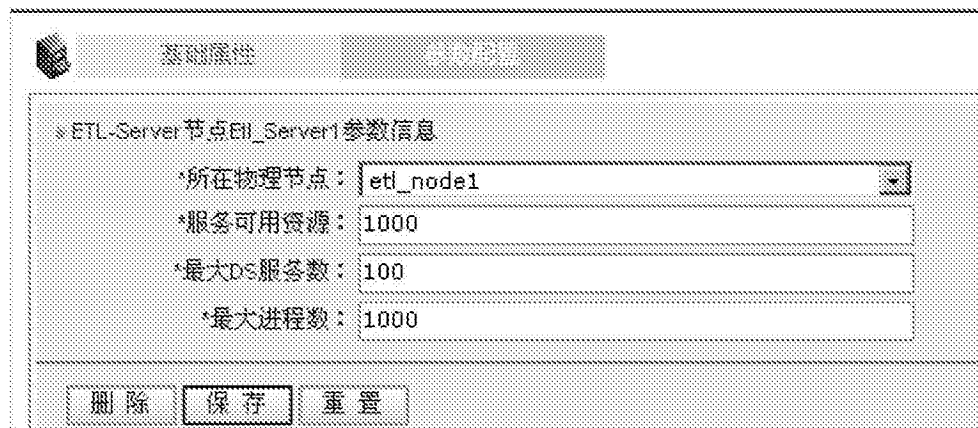 基础属性
» ETL-Server节点Etl_Server1参数信息
*所在物理节点： etl_node1
*服务可用资源： 1000
*最大DS服务数： 100
*最大进程数： 1000
删除 保存 重置